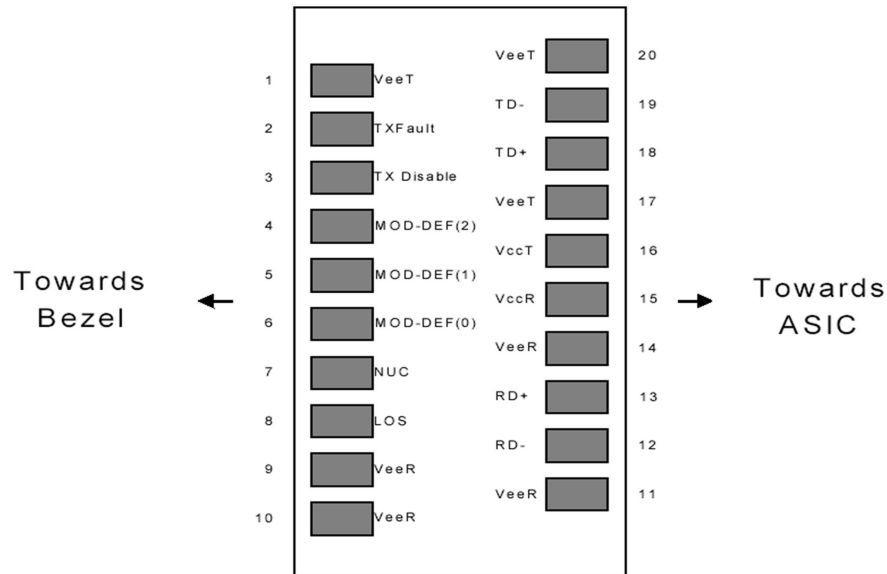 VeeT 20
1 VeeT
TD- 19
2 TXFault
TD+ 18
3 TX Disable
VeeT 17
4 MOD-DEF(2)
VccT 16
5 MOD-DEF(1)
Towards
Bezel
VccR 15
Towards
ASIC
6 MOD-DEF(0)
VeeR 14
7 NUC
RD+ 13
8 LOS
RD- 12
9 VeeR
VeeR 11
10 VeeR